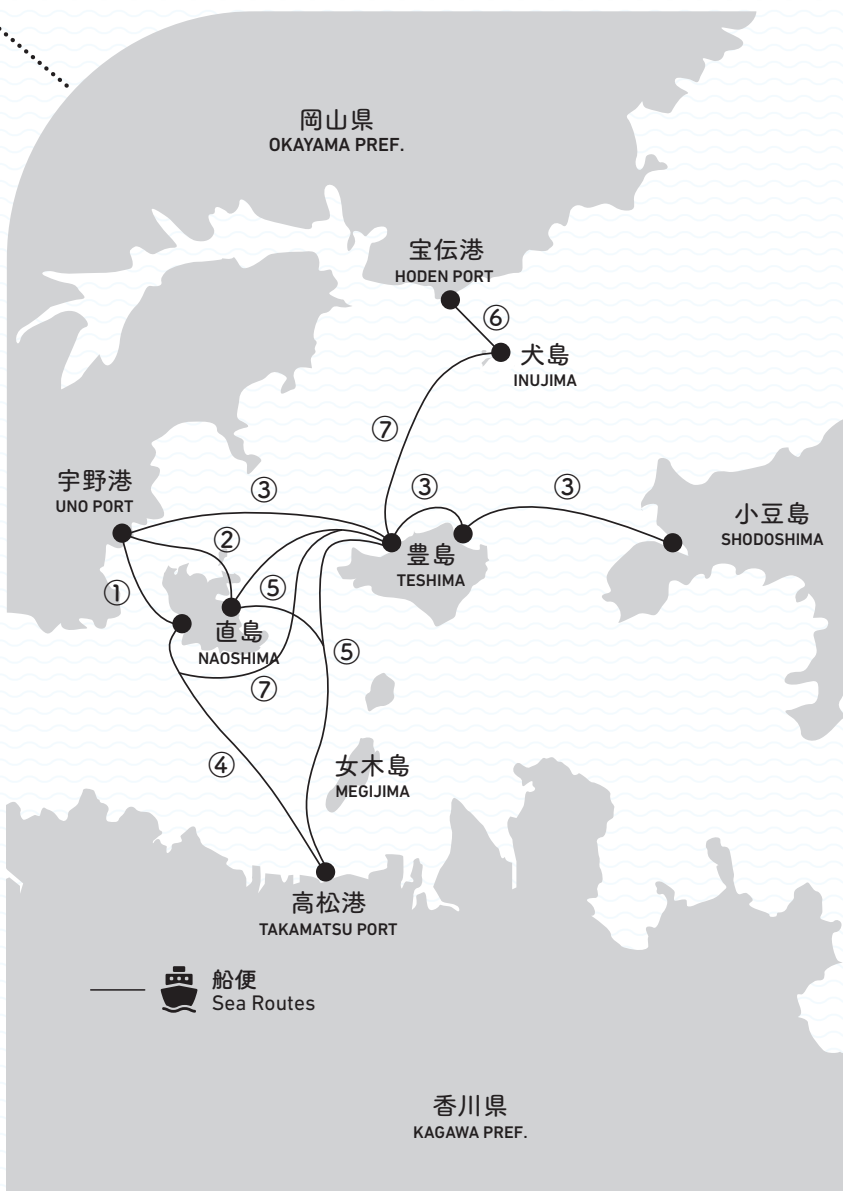 岡山県
OKAYAMA PREF.
宝伝港
HODEN PORT
⑥
犬島
INUJIMA
⑦
宇野港
UNO PORT
③
③
③
小豆島
SHODOSHIMA
②
豊島
TESHIMA
①
⑤
直島
NAOSHIMA
⑤
⑦
④
女木島
MEGIJIMA
高松港
TAKAMATSU PORT
船便
Sea Routes
香川県
KAGAWA PREF.